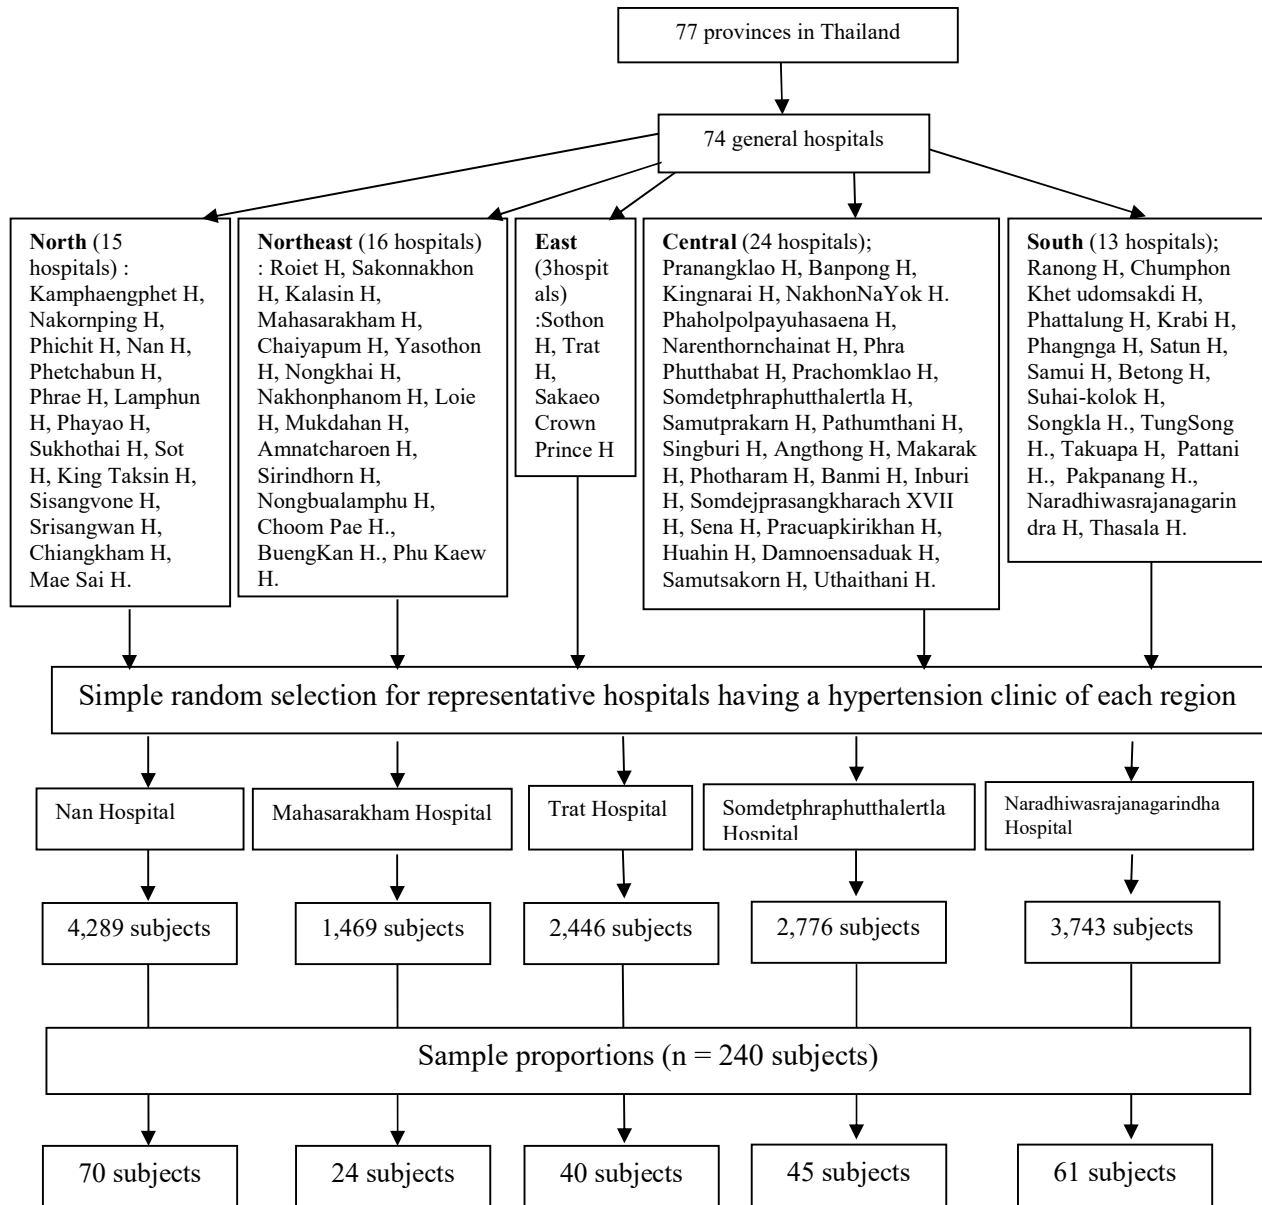 77 provinces in Thailand
74 general hospitals
North (15
hospitals) :
Kamphaengphet H,
Nakornping H,
Phichit H, Nan H,
Phetchabun H,
Phrae H, Lamphun
H, Phayao H,
Sukhothai H, Sot
H, King Taksin H,
Sisangvone H,
Srisangwan H,
Chiangkham H,
Mae Sai H.
Northeast (16 hospitals)
: Roiet H, Sakonnakhon
H, Kalasin H,
Mahasarakham H,
Chaiyapum H, Yasothon
H, Nongkhai H,
Nakhonphanom H, Loie
H, Mukdahan H,
Amnatcharoen H,
Sirindhorn H,
Nongbualamphu H,
Choom Pae H.,
BuengKan H., Phu Kaew
H.
East
(3hospit
als)
:Sothon
H, Trat
H,
Sakaeo
Crown
Prince H
Central (24 hospitals);
Pranangklao H, Banpong H,
Kingnarai H, NakhonNaYok H.
Phaholpolpayuhasaena H,
Narenthornchainat H, Phra
Phutthabat H, Prachomklao H,
Somdetphraphutthalertla H,
Samutprakarn H, Pathumthani H,
Singburi H, Angthong H, Makarak
H, Photharam H, Banmi H, Inburi
H, Somdejprasangkharach XVII
H, Sena H, Pracuapkirikhan H,
Huahin H, Damnoensaduak H,
Samutsakorn H, Uthaithani H.
South (13 hospitals);
Ranong H, Chumphon
Khet udomsakdi H,
Phattalung H, Krabi H,
Phangnga H, Satun H,
Samui H, Betong H,
Suhai-kolok H,
Songkla H., TungSong
H., Takuapa H, Pattani
H., Pakpanang H.,
Naradhiwasrajanagarin
dra H, Thasala H.
Simple random selection for representative hospitals having a hypertension clinic of each region
Nan Hospital
Mahasarakham Hospital
Trat Hospital
Somdetphraphutthalertla
Hospital
Naradhiwasrajanagarindha
Hospital
4,289 subjects
1,469 subjects
2,446 subjects
2,776 subjects
3,743 subjects
Sample proportions (n = 240 subjects)
70 subjects
24 subjects
40 subjects
45 subjects
61 subjects